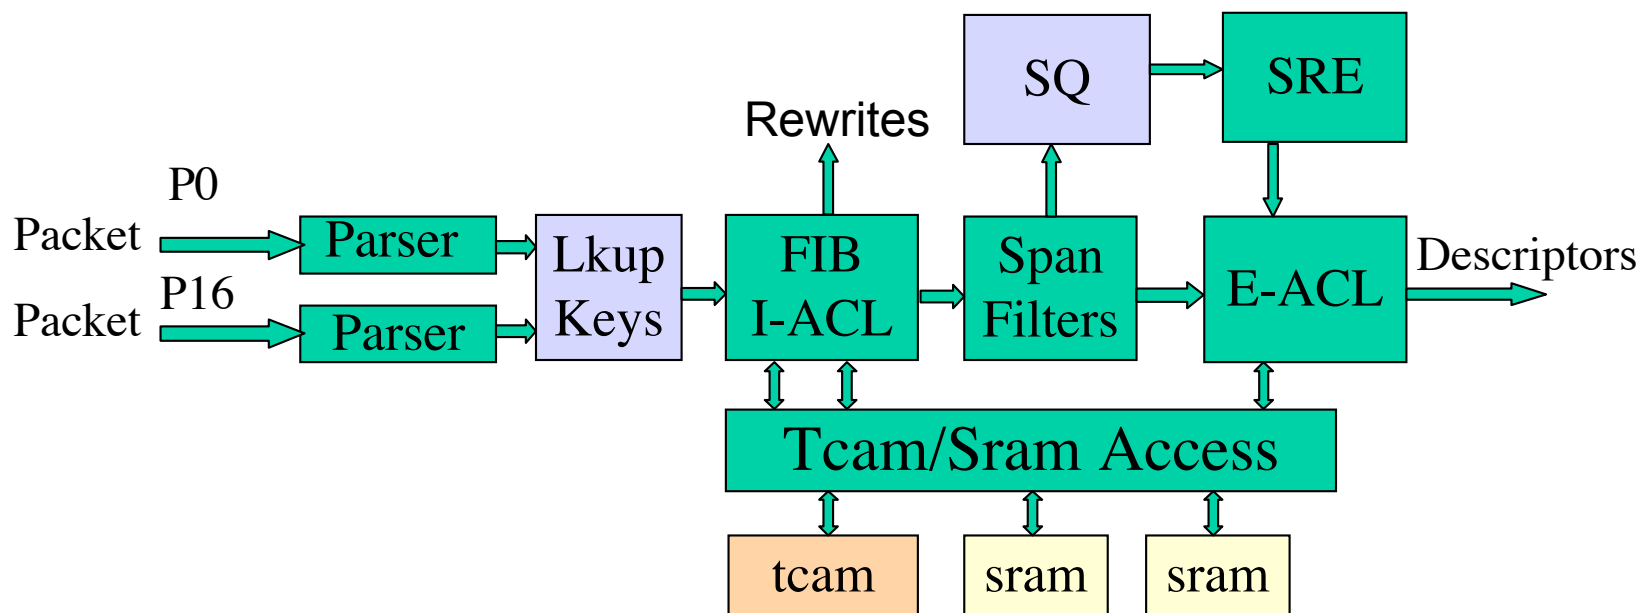 SQ
SRE
Rewrites
P0
Packet
Parser
P16
Packet
Parser
Lkup
Keys
FIB
I-ACL
Span
Filters
E-ACL
Descriptors
Tcam/Sram Access
tcam
sram
sram